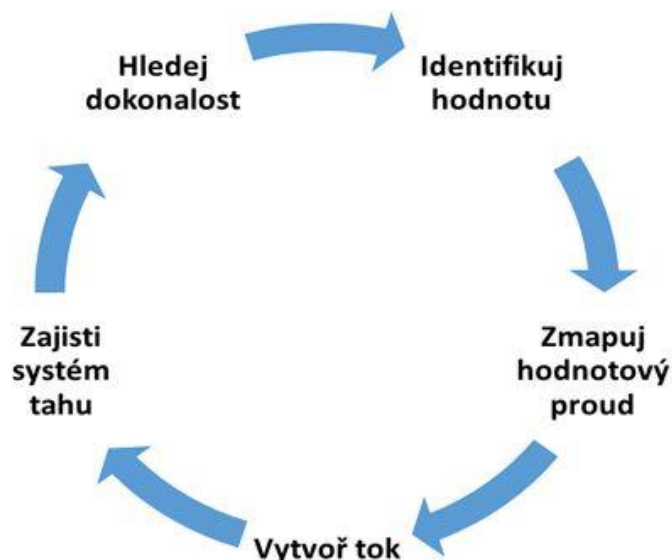 Hledej
dokonalost
Identifikuj
hodnotu
Zmapuj
hodnotový
proud
Vytvoř tok
Zajisti
systém
tahu